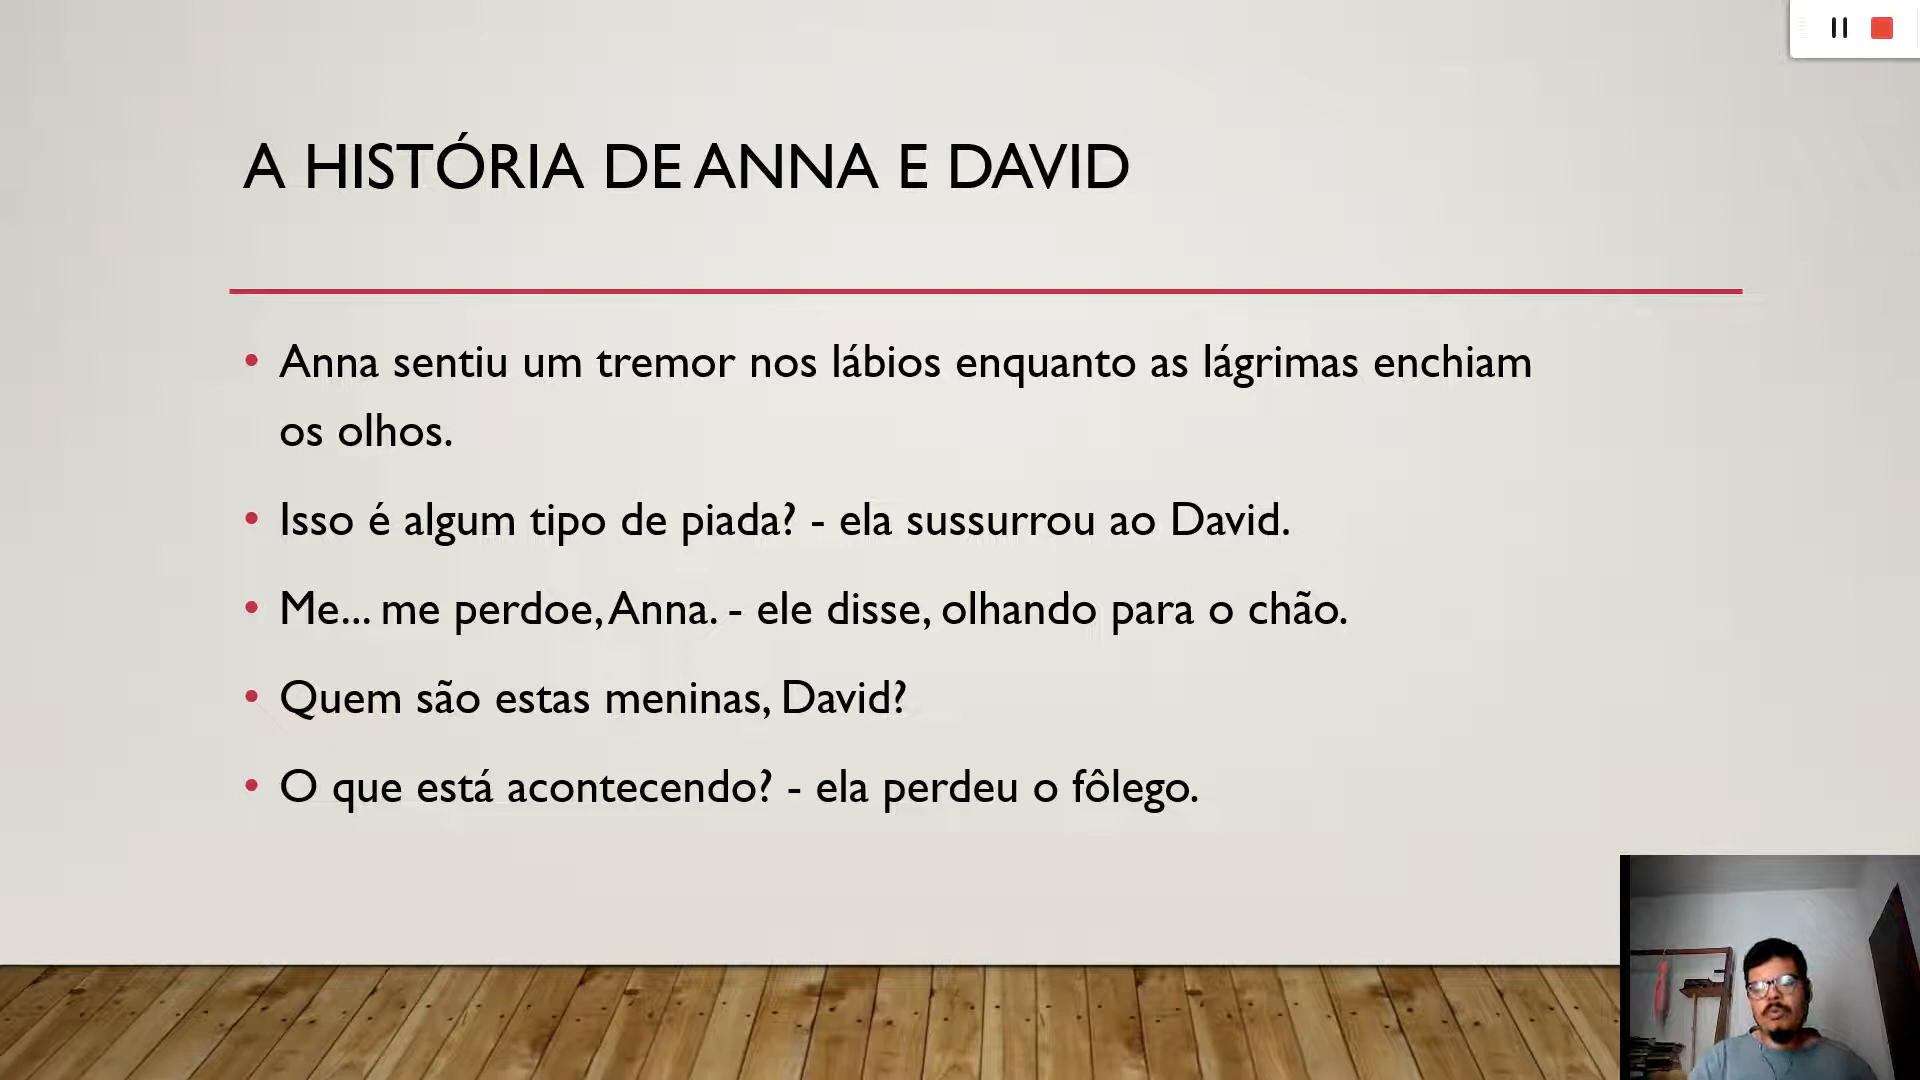 A HISTÓRIA DE ANNA E DAVID
• Anna sentiu um tremor nos lábios enquanto as lágrimas enchiam
os olhos.
• Isso é algum tipo de piada? - ela sussurrou ao David.
• Me... me perdoe, Anna. - ele disse, olhando para o chão.
• Quem são estas meninas, David?
• O que está acontecendo? - ela perdeu o fôlego.